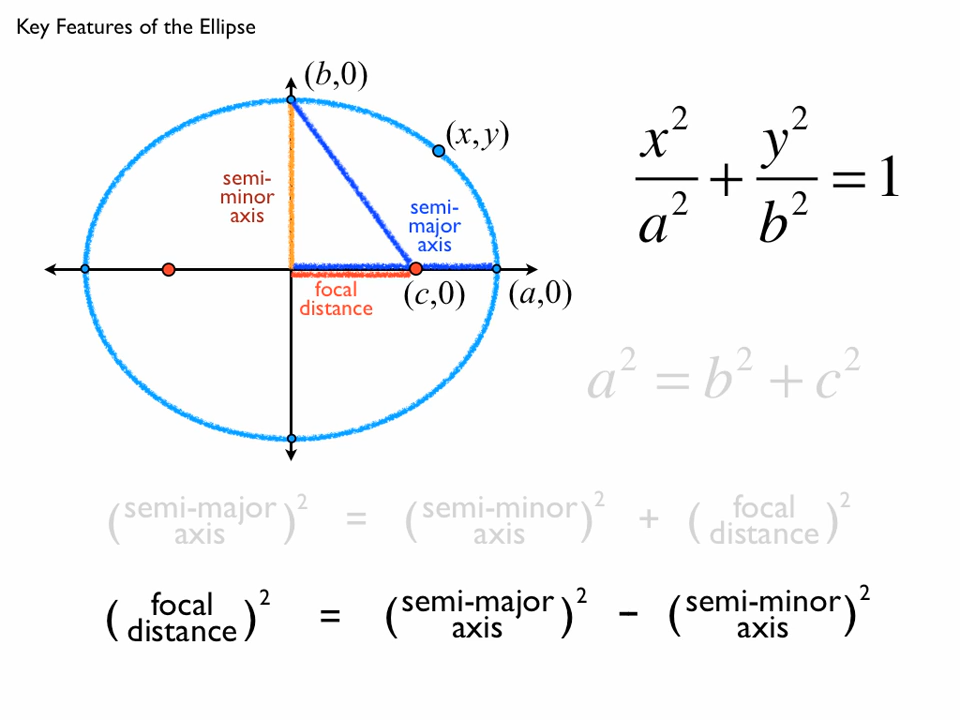 Key Features of the Ellipse
(b,0)
(x,y)
semi-
minor
axis
semi-
major
axis
focal
distance
(c,0)
(a,0)
x²/a² + y²/b² = 1
a² = b² + c²
(semi-major axis)² = (semi-minor axis)² + (focal distance)²
(focal distance)² = (semi-major axis)² − (semi-minor axis)²